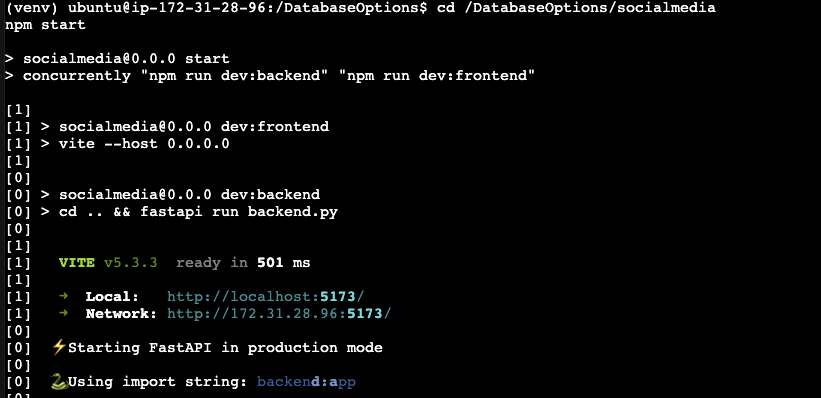 (venv) ubuntu@ip-172-31-28-96:/DatabaseOptions$ cd /DatabaseOptions/socialmedia
npm start
> socialmedia@0.0.0 start
> concurrently "npm run dev:backend" "npm run dev:frontend"
[1]
[1] > socialmedia@0.0.0 dev:frontend
[1] > vite --host 0.0.0.0
[1]
[0]
[0] > socialmedia@0.0.0 dev:backend
[0] > cd .. && fastapi run backend.py
[0]
[1]
[1]   VITE v5.3.3  ready in 501 ms
[1]
[1]   ➜  Local:   http://localhost:5173/
[1]   ➜  Network: http://172.31.28.96:5173/
[0]
[0]  ⚡Starting FastAPI in production mode
[0]
[0]  🐍Using import string: backend:app
[0]